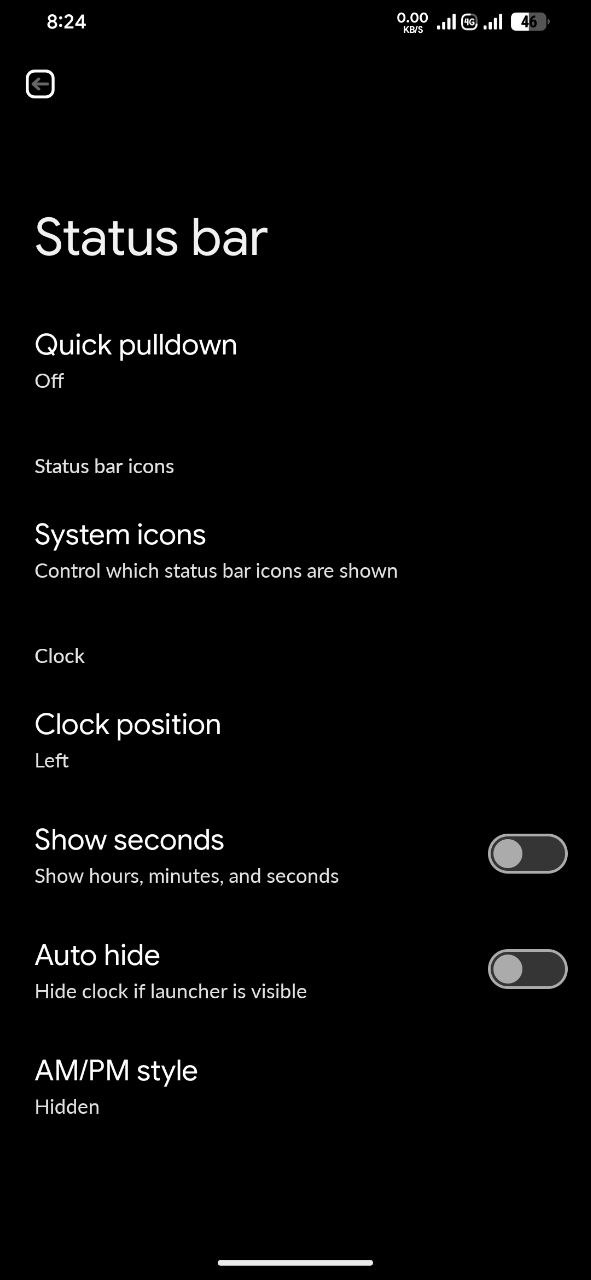 8:24
0.00
KB/S
4G
46
Status bar
Quick pulldown
Off
Status bar icons
System icons
Control which status bar icons are shown
Clock
Clock position
Left
Show seconds
Show hours, minutes, and seconds
Auto hide
Hide clock if launcher is visible
AM/PM style
Hidden